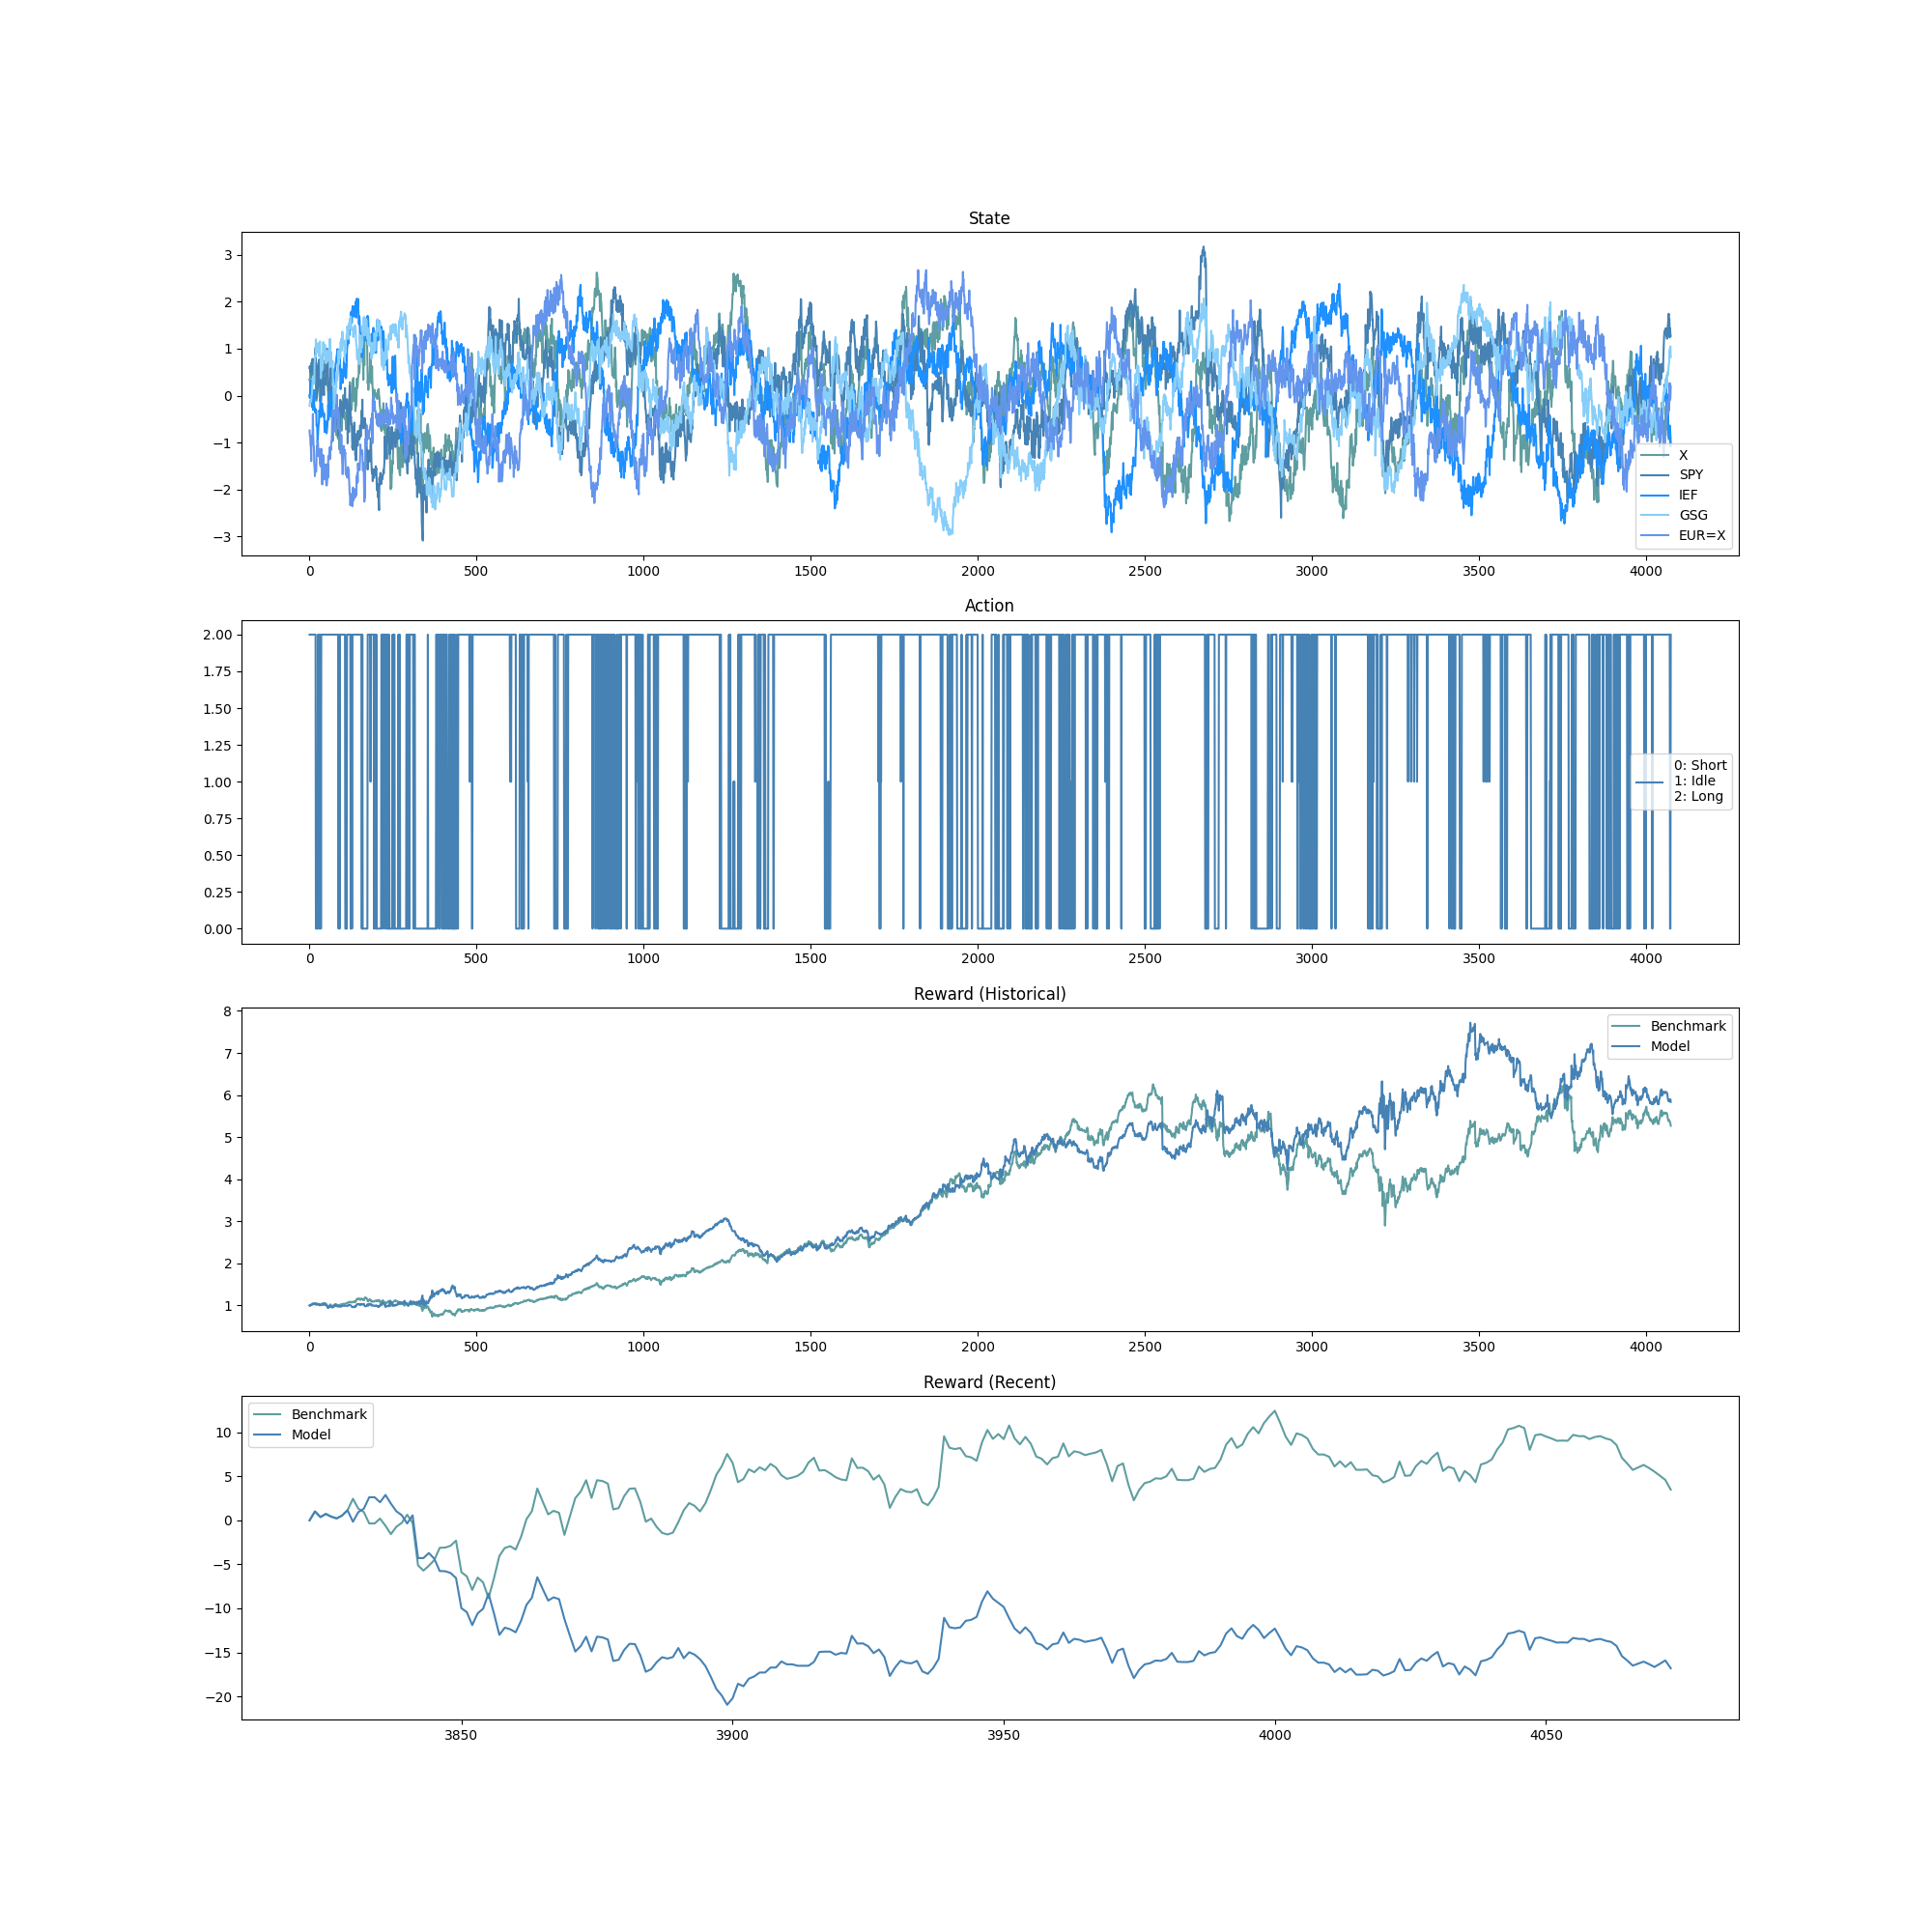 State
3
2
1
0
−1
−2
−3
X
SPY
IEF
GSG
EUR=X
0 500 1000 1500 2000 2500 3000 3500 4000
Action
2.00
1.75
1.50
1.25
1.00
0.75
0.50
0.25
0.00
0: Short
1: Idle
2: Long
0 500 1000 1500 2000 2500 3000 3500 4000
Reward (Historical)
8
7
6
5
4
3
2
1
Benchmark
Model
0 500 1000 1500 2000 2500 3000 3500 4000
Reward (Recent)
Benchmark
Model
10
5
0
−5
−10
−15
−20
3850 3900 3950 4000 4050